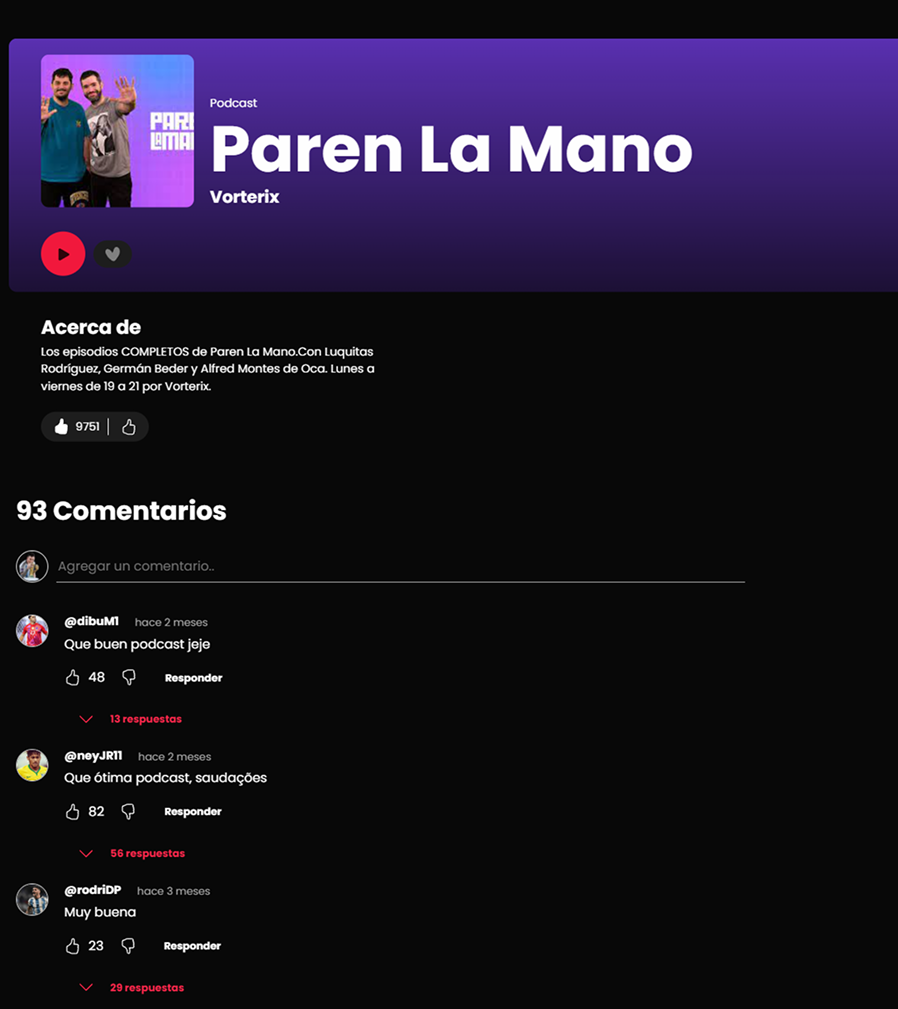 PARE
LA MA
Podcast
Paren La Mano
Vorterix
Acerca de
Los episodios COMPLETOS de Paren La Mano.Con Luquitas
Rodríguez, Germán Beder y Alfred Montes de Oca. Lunes a
viernes de 19 a 21 por Vorterix.
9751
93 Comentarios
Agregar un comentario..
@dibuM1 hace 2 meses
Que buen podcast jeje
48 Responder
13 respuestas
@neyJR11 hace 2 meses
Que ótima podcast, saudações
82 Responder
56 respuestas
@rodriDP hace 3 meses
Muy buena
23 Responder
29 respuestas